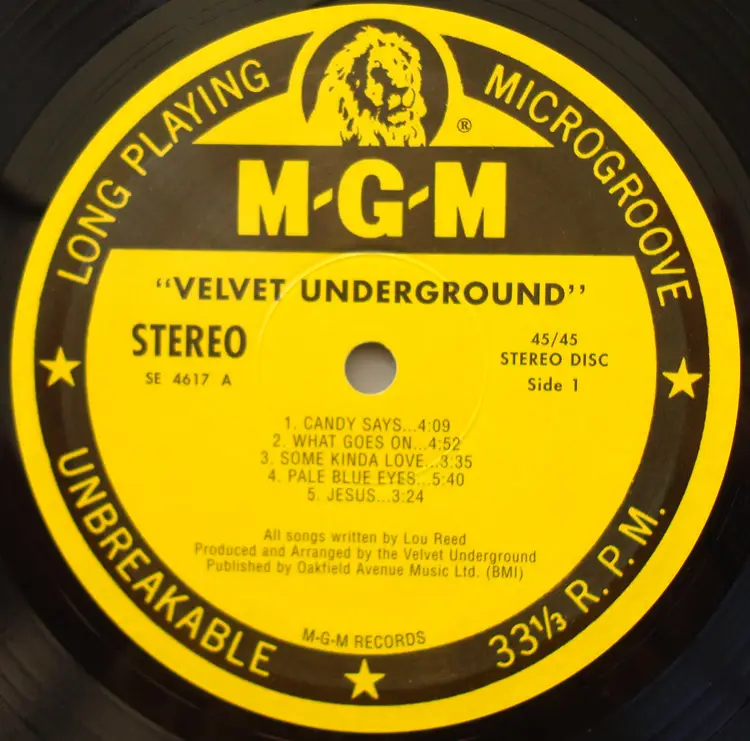 LONG PLAYING
MICROGROOVE
®
M-G-M
"VELVET UNDERGROUND"
STEREO
SE 4617 A
45/45
STEREO DISC
Side 1
1. CANDY SAYS...4:09
2. WHAT GOES ON...4:52
3. SOME KINDA LOVE...3:35
4. PALE BLUE EYES...5:40
5. JESUS...3:24
All songs written by Lou Reed
Produced and Arranged by the Velvet Underground
Published by Oakfield Avenue Music Ltd. (BMI)
M-G-M RECORDS
UNBREAKABLE
33⅓ R.P.M.